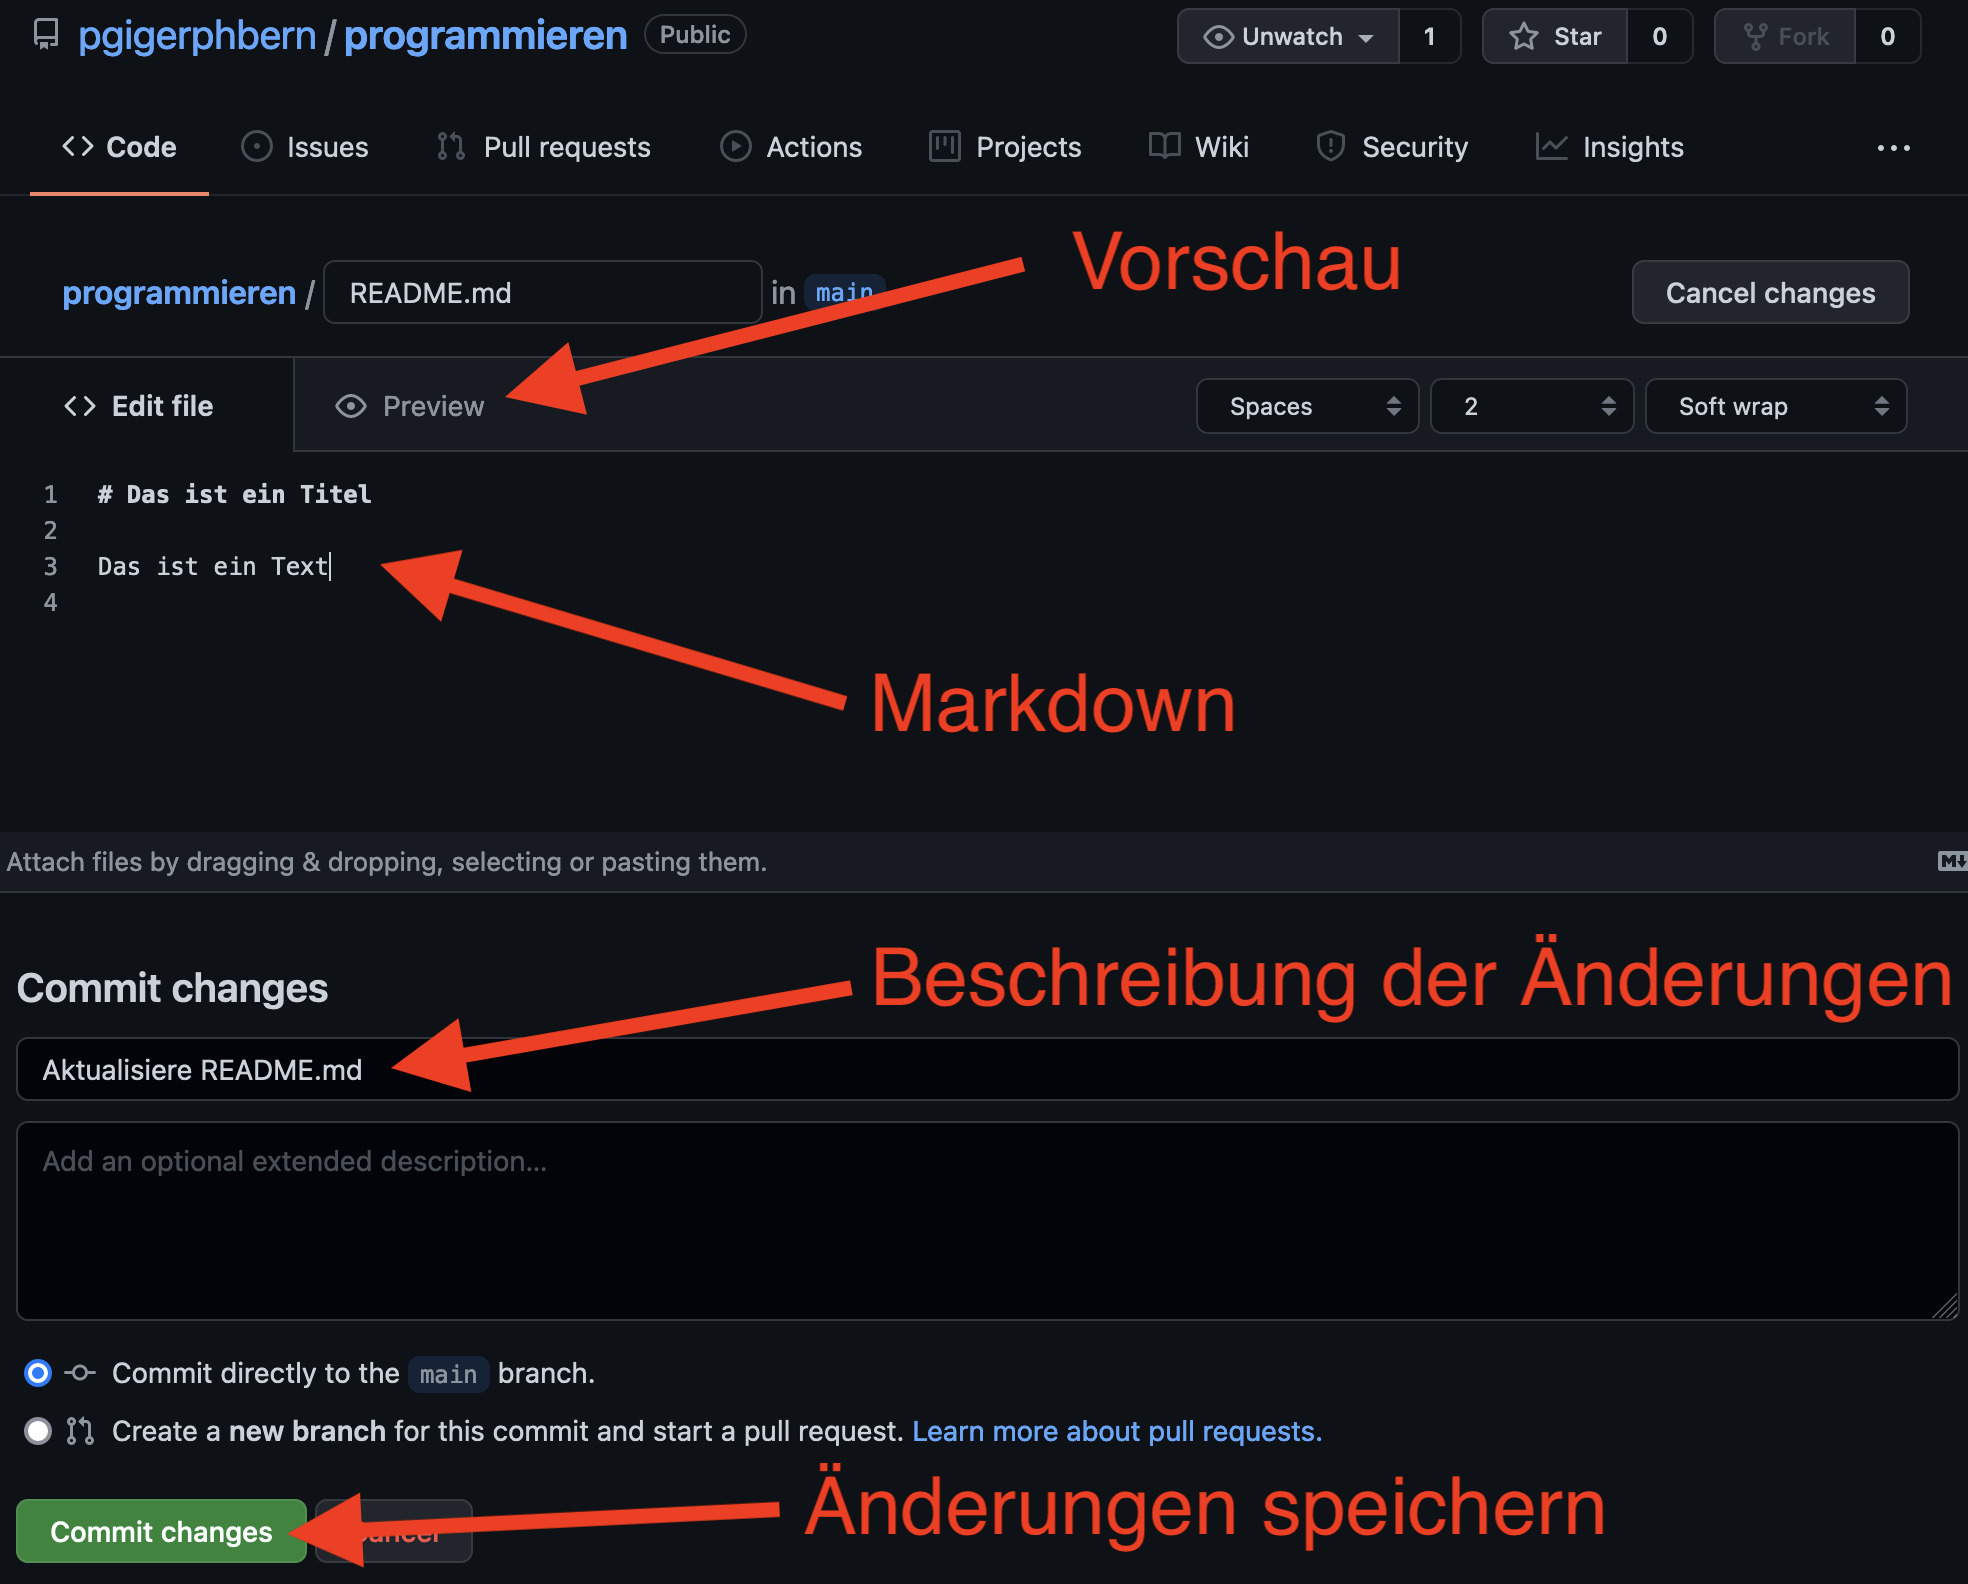 pgigerphbern / programmieren Public Unwatch 1 Star 0 Fork 0
Code Issues Pull requests Actions Projects Wiki Security Insights ...
Vorschau
programmieren / README.md in main Cancel changes
Edit file Preview Spaces 2 Soft wrap
1 # Das ist ein Titel
2
3 Das ist ein Text
4
Markdown
Attach files by dragging & dropping, selecting or pasting them.
Beschreibung der Änderungen
Commit changes
Aktualisiere README.md
Add an optional extended description...
Commit directly to the main branch.
Create a new branch for this commit and start a pull request. Learn more about pull requests.
Änderungen speichern
Commit changes Cancel